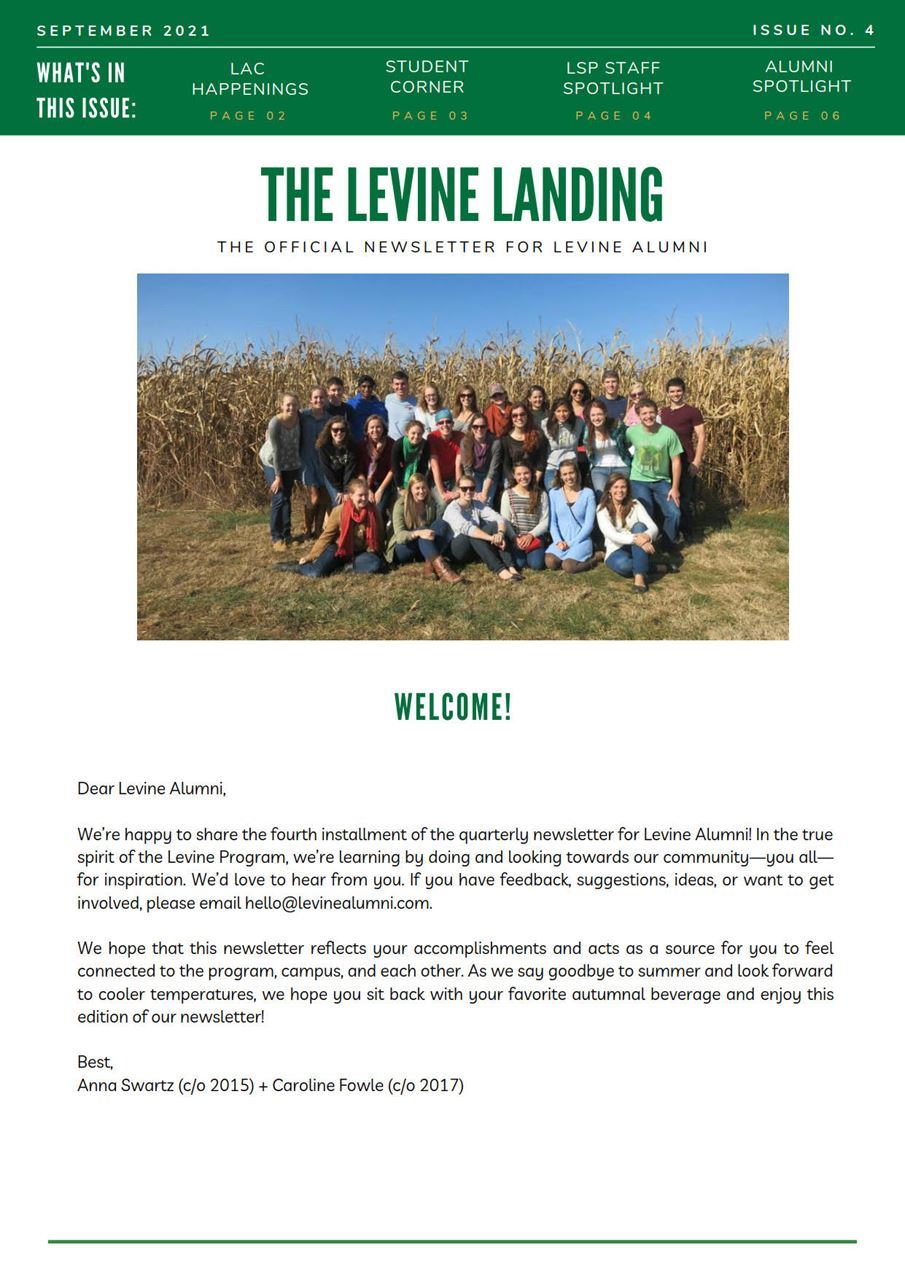 SEPTEMBER 2021
ISSUE NO. 4
WHAT'S IN
THIS ISSUE:
LAC
HAPPENINGS
PAGE 02
STUDENT
CORNER
PAGE 03
LSP STAFF
SPOTLIGHT
PAGE 04
ALUMNI
SPOTLIGHT
PAGE 06
THE LEVINE LANDING
THE OFFICIAL NEWSLETTER FOR LEVINE ALUMNI
WELCOME!
Dear Levine Alumni,
We're happy to share the fourth installment of the quarterly newsletter for Levine Alumni! In the true
spirit of the Levine Program, we're learning by doing and looking towards our community—you all—
for inspiration. We'd love to hear from you. If you have feedback, suggestions, ideas, or want to get
involved, please email hello@levinealumni.com.
We hope that this newsletter reflects your accomplishments and acts as a source for you to feel
connected to the program, campus, and each other. As we say goodbye to summer and look forward
to cooler temperatures, we hope you sit back with your favorite autumnal beverage and enjoy this
edition of our newsletter!
Best,
Anna Swartz (c/o 2015) + Caroline Fowle (c/o 2017)